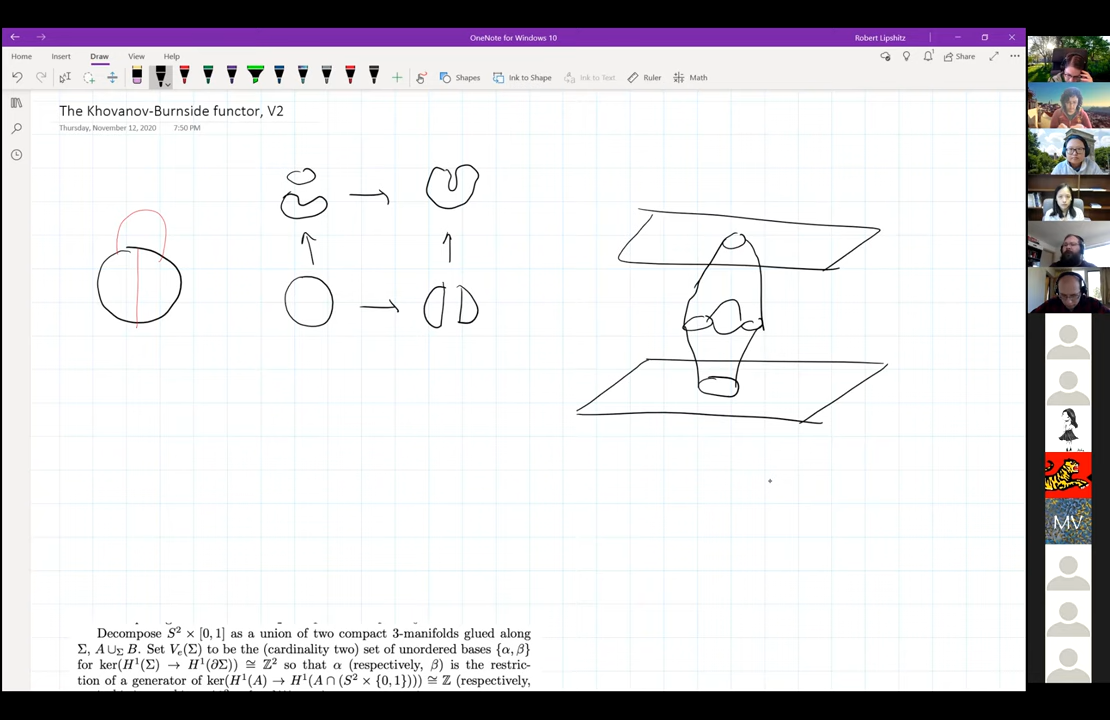 OneNote for Windows 10
Robert Lipshitz
Home Insert Draw View Help
Share
Shapes Ink to Shape Ink to Text Ruler Math
The Khovanov-Burnside functor, V2
Thursday, November 12, 2020 7:50 PM
Decompose S² × [0, 1] as a union of two compact 3-manifolds glued along
Σ, A ∪_Σ B. Set V_e(Σ) to be the (cardinality two) set of unordered bases {α, β}
for ker(H¹(Σ) → H¹(∂Σ)) ≅ ℤ² so that α (respectively, β) is the restric-
tion of a generator of ker(H¹(A) → H¹(A ∩ (S² × {0, 1}))) ≅ ℤ (respectively,
MV